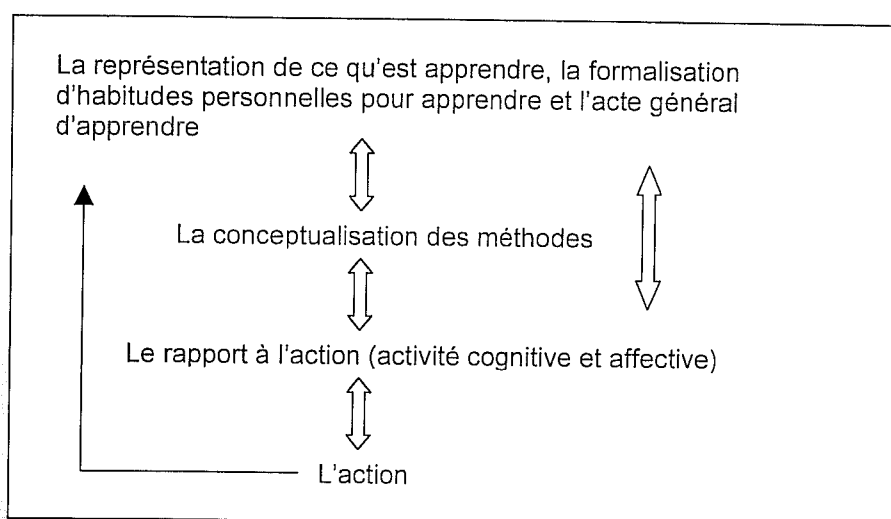 La représentation de ce qu'est apprendre, la formalisation
d'habitudes personnelles pour apprendre et l'acte général
d'apprendre
La conceptualisation des méthodes
Le rapport à l'action (activité cognitive et affective)
L'action